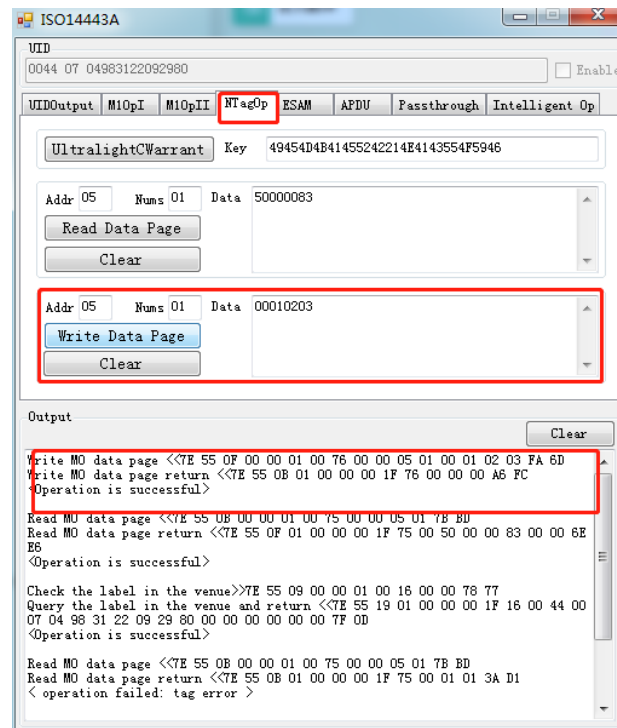 ISO14443A
UID
0044 07 04983122092980
Enable
UIDOutput M1OpI M1OpII NTagOp ESAM APDU Passthrough Intelligent Op
UltralightCWarrant Key 49454D4B41455242214E4143554F5946
Addr 05 Nums 01 Data 50000083
Read Data Page
Clear
Addr 05 Nums 01 Data 00010203
Write Data Page
Clear
Output
Clear
Write MO data page <<7E 55 0F 00 00 01 00 76 00 00 05 01 00 01 02 03 FA 6D
Write MO data page return <<7E 55 0B 01 00 00 00 1F 76 00 00 00 A6 FC
<Operation is successful>
Read MO data page <<7E 55 0B 00 00 01 00 75 00 00 05 01 7B BD
Read MO data page return <<7E 55 0F 01 00 00 00 1F 75 00 50 00 00 83 00 00 6E
E6
<Operation is successful>
Check the label in the venue>>7E 55 09 00 00 01 00 16 00 00 78 77
Query the label in the venue and return <<7E 55 19 01 00 00 00 1F 16 00 44 00
07 04 98 31 22 09 29 80 00 00 00 00 00 00 7F 0D
<Operation is successful>
Read MO data page <<7E 55 0B 00 00 01 00 75 00 00 05 01 7B BD
Read MO data page return <<7E 55 0B 01 00 00 00 1F 75 00 01 01 3A D1
< operation failed: tag error >